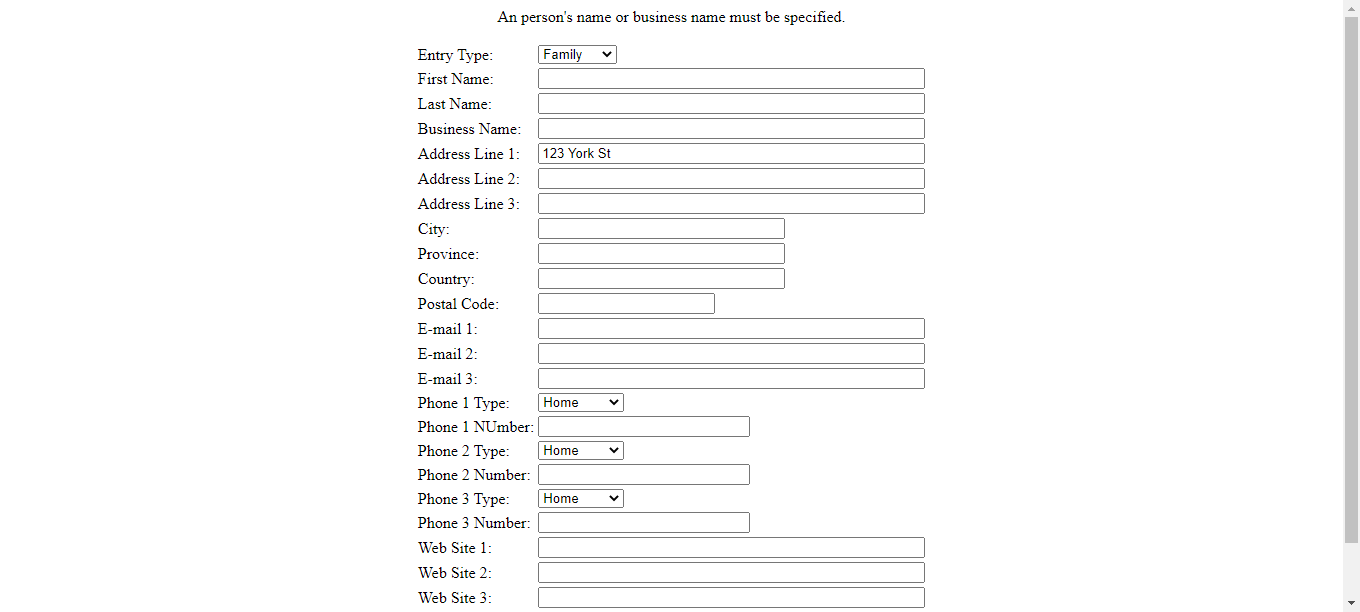 An person's name or business name must be specified.
Entry Type: Family
First Name:
Last Name:
Business Name:
Address Line 1: 123 York St
Address Line 2:
Address Line 3:
City:
Province:
Country:
Postal Code:
E-mail 1:
E-mail 2:
E-mail 3:
Phone 1 Type: Home
Phone 1 NUmber:
Phone 2 Type: Home
Phone 2 Number:
Phone 3 Type: Home
Phone 3 Number:
Web Site 1:
Web Site 2:
Web Site 3: